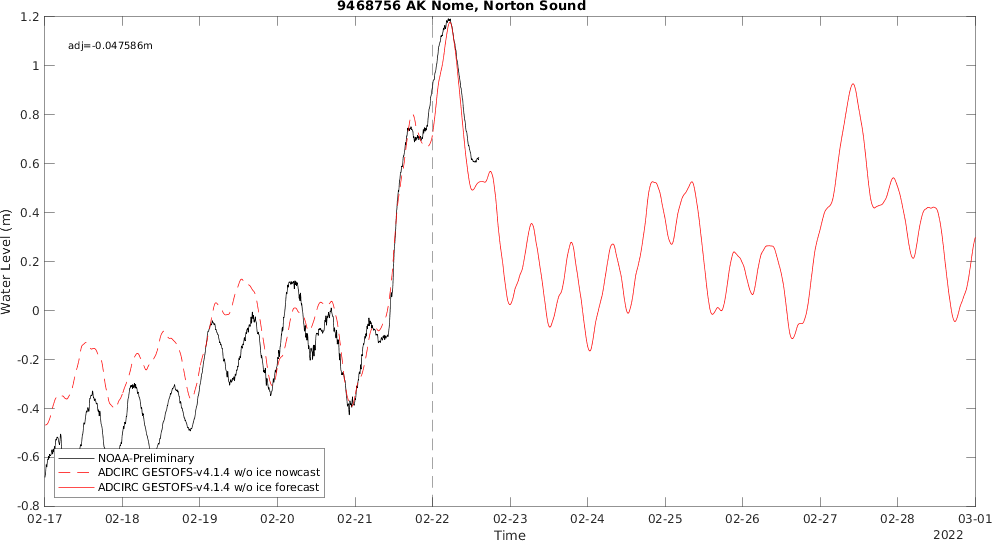 9468756 AK Nome, Norton Sound
adj=-0.047586m
Water Level (m)
1.2
1
0.8
0.6
0.4
0.2
0
-0.2
-0.4
-0.6
-0.8
NOAA-Preliminary
ADCIRC GESTOFS-v4.1.4 w/o ice nowcast
ADCIRC GESTOFS-v4.1.4 w/o ice forecast
02-17 02-18 02-19 02-20 02-21 02-22 02-23 02-24 02-25 02-26 02-27 02-28 03-01
Time
2022